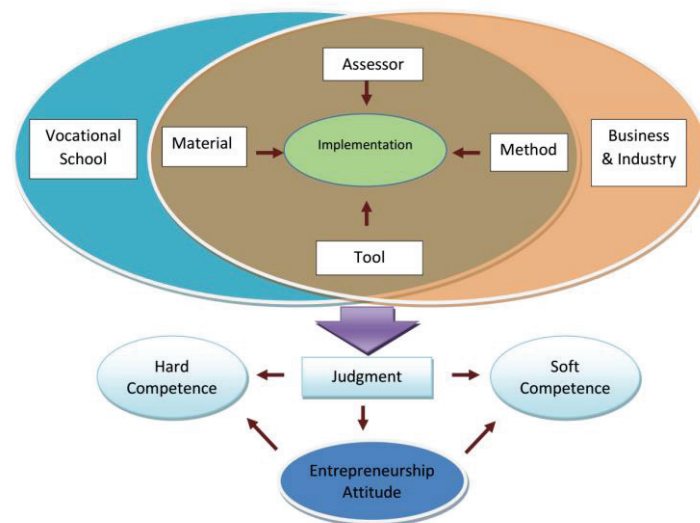 Assessor
Vocational
School
Material
Implementation
Method
Business
& Industry
Tool
Hard
Competence
Judgment
Soft
Competence
Entrepreneurship
Attitude